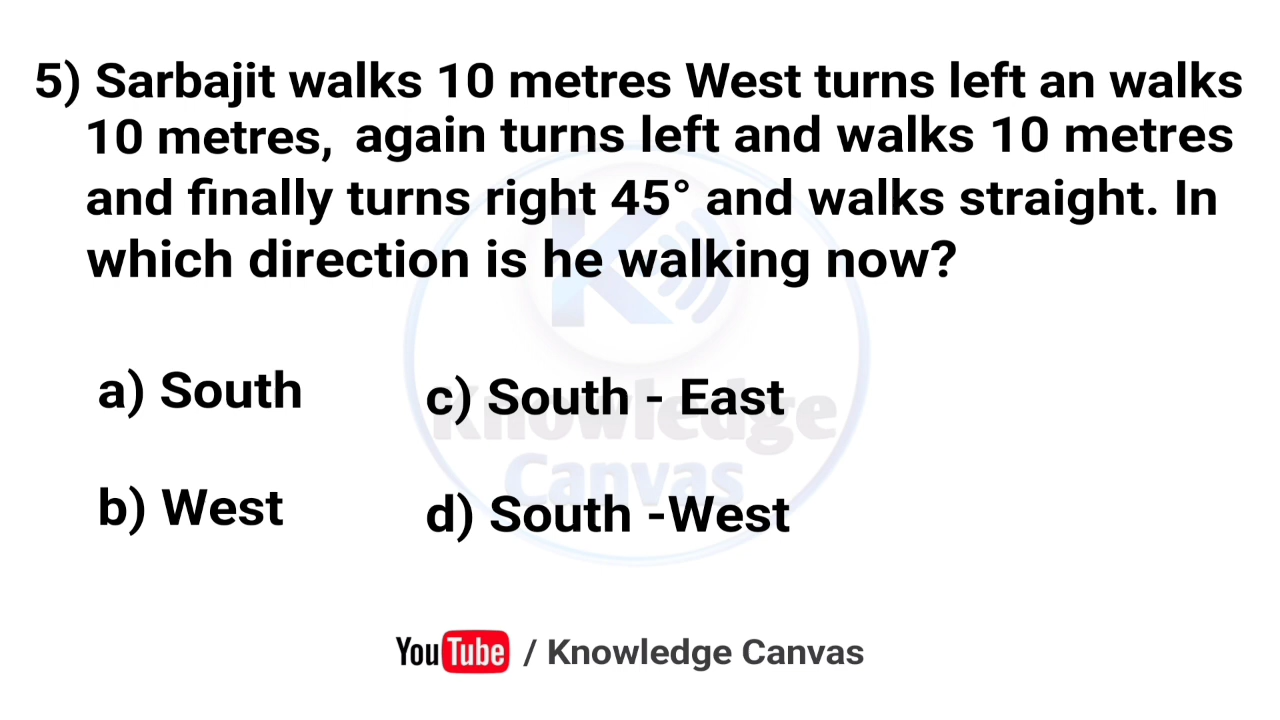 5) Sarbajit walks 10 metres West turns left an walks
10 metres, again turns left and walks 10 metres
and finally turns right 45° and walks straight. In
which direction is he walking now?
a) South
c) South - East
b) West
d) South -West
K
Knowledge
Canvas
YouTube / Knowledge Canvas